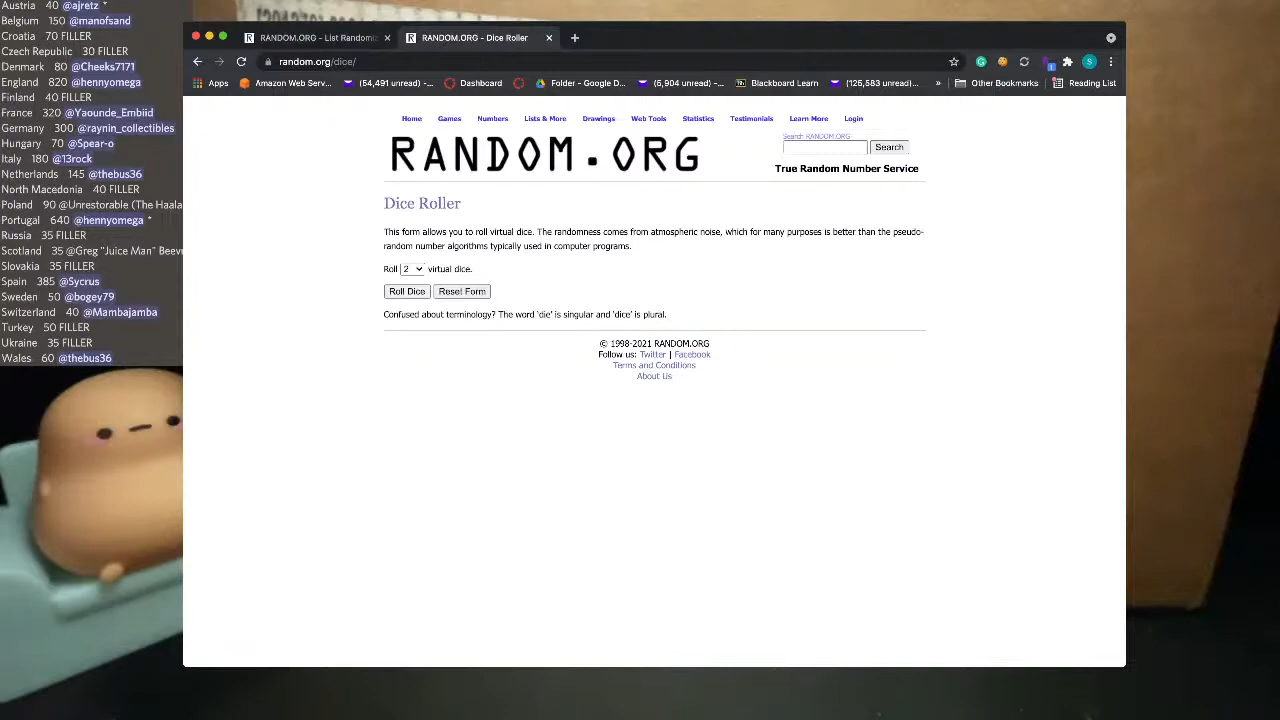 Austria 40 @ajretz *
Belgium 150 @manofsand
Croatia 70 FILLER
Czech Republic 30 FILLER
Denmark 80 @Cheeks7171
England 820 @hennyomega
Finland 40 FILLER
France 320 @Yaounde_Embiid
Germany 300 @raynin_collectibles
Hungary 70 @Spear-o
Italy 160 @13rock
Netherlands 145 @thebus36
North Macedonia 40 FILLER
Poland 90 @Unrestorable (The Haala
Portugal 640 @hennyomega *
Russia 35 FILLER
Scotland 35 @Greg "Juice Man" Beve
Slovakia 35 FILLER
Spain 385 @Scyrus
Sweden 50 @bogey79
Switzerland 40 @Mambajamba
Turkey 50 FILLER
Ukraine 35 FILLER
Wales 60 @thebus36
RANDOM.ORG - List Randomi
RANDOM.ORG - Dice Roller
random.org/dice/
Apps
Amazon Web Serv...
(54,491 unread) -...
Dashboard
Folder - Google D...
(6,904 unread) -...
Blackboard Learn
(126,583 unread)...
»
Other Bookmarks
Reading List
Home Games Numbers Lists & More Drawings Web Tools Statistics Testimonials Learn More Login
RANDOM.ORG
Search RANDOM.ORG
Search
True Random Number Service
Dice Roller
This form allows you to roll virtual dice. The randomness comes from atmospheric noise, which for many purposes is better than the pseudo-
random number algorithms typically used in computer programs.
Roll 2 virtual dice.
Roll Dice Reset Form
Confused about terminology? The word 'die' is singular and 'dice' is plural.
© 1998-2021 RANDOM.ORG
Follow us: Twitter | Facebook
Terms and Conditions
About Us